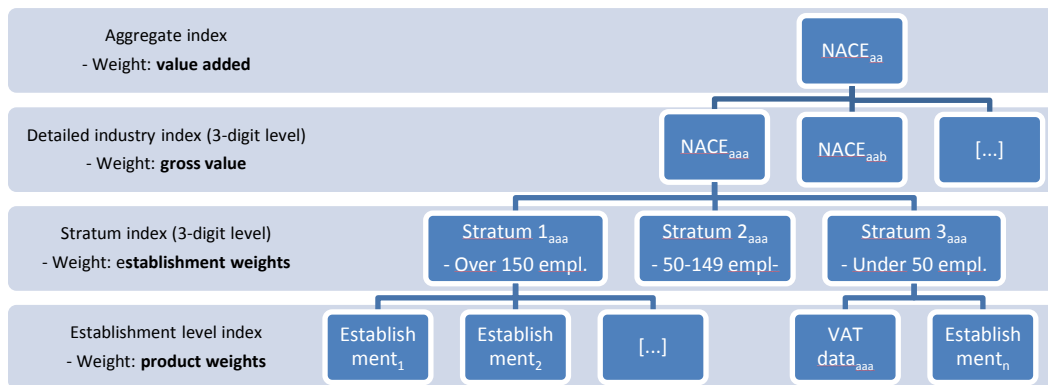 Aggregate index
- Weight: value added
NACEaa
Detailed industry index (3-digit level)
- Weight: gross value
NACEaaa
NACEaab
[...]
Stratum index (3-digit level)
- Weight: establishment weights
Stratum 1aaa
- Over 150 empl.
Stratum 2aaa
- 50-149 empl-
Stratum 3aaa
- Under 50 empl.
Establishment level index
- Weight: product weights
Establish
ment1
Establish
ment2
[...]
VAT
dataaaa
Establish
mentn